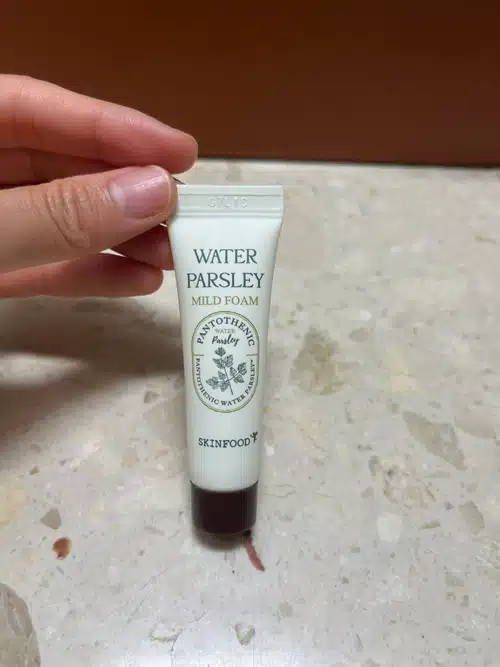 WATER
PARSLEY
MILD FOAM
PANTOTHENIC
WATER
Parsley
PANTOTHENIC WATER PARSLEY
SKINFOOD